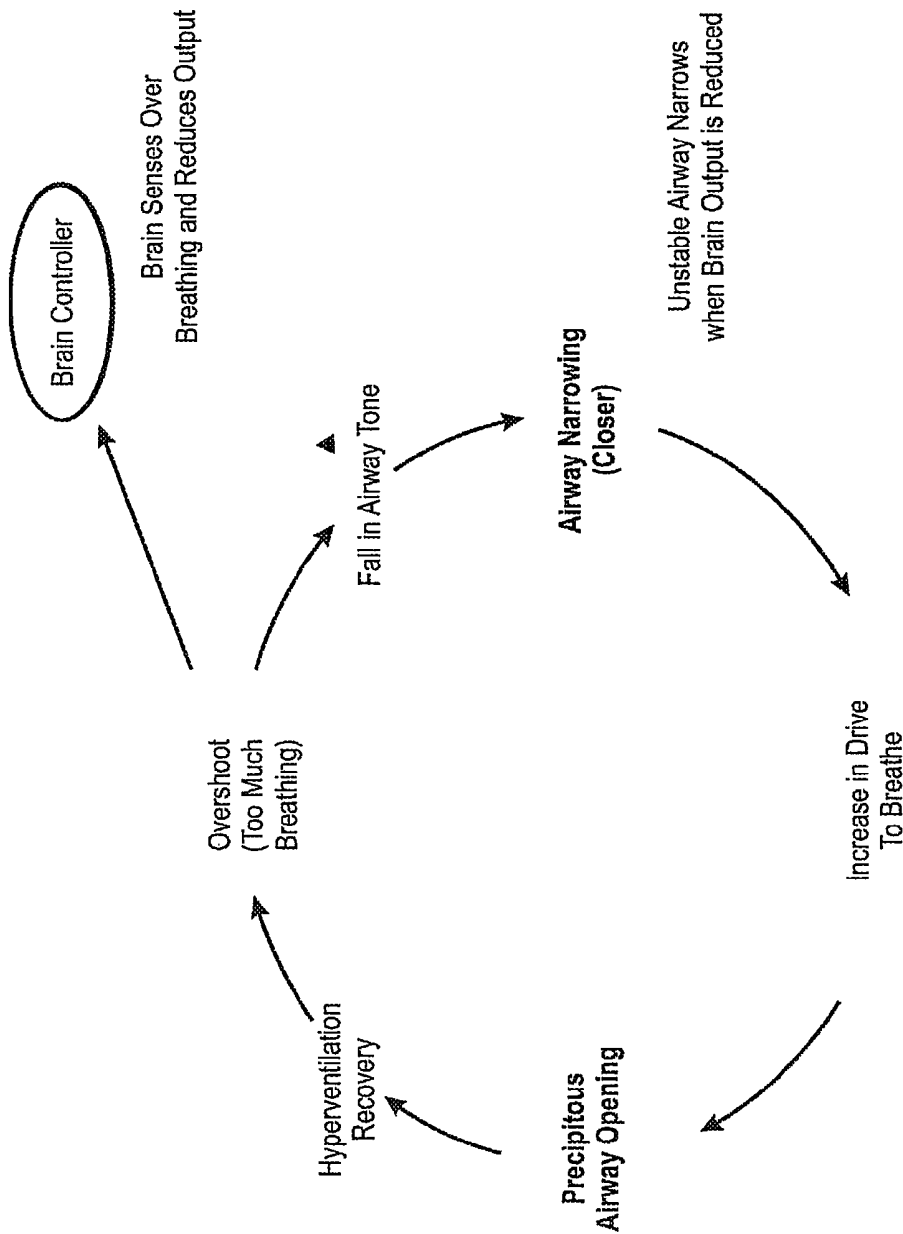 Brain Controller
Brain Senses Over
Breathing and Reduces Output
Overshoot
(Too Much
Breathing)
Fall in Airway Tone
Airway Narrowing
(Closer)
Unstable Airway Narrows
when Brain Output is Reduced
Increase in Drive
To Breathe
Precipitous
Airway Opening
Hyperventilation
Recovery